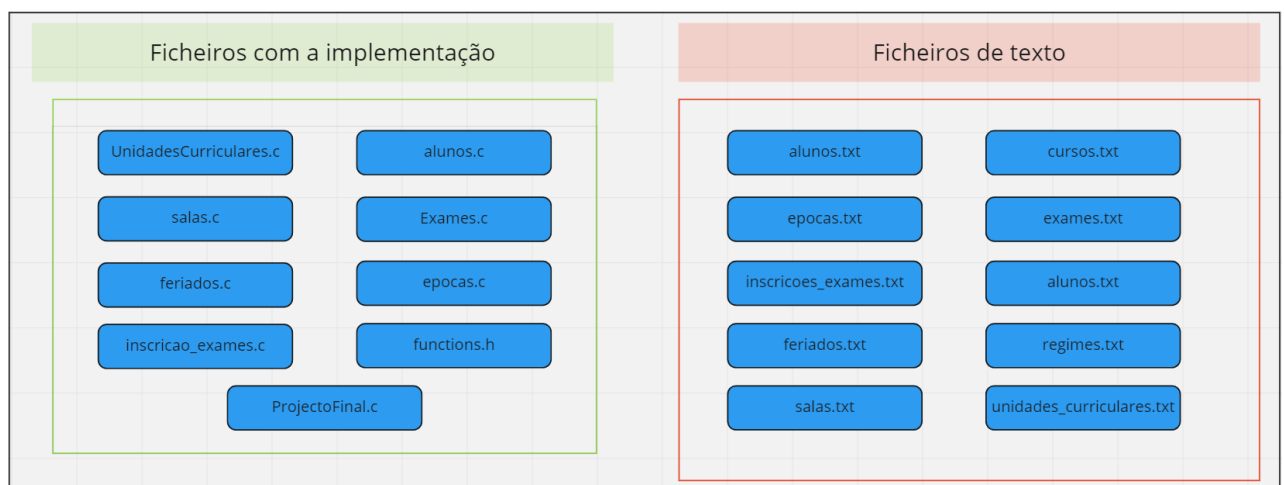 Ficheiros com a implementação
UnidadesCurriculares.c
alunos.c
salas.c
Exames.c
feriados.c
epocas.c
inscricao_exames.c
functions.h
ProjectoFinal.c
Ficheiros de texto
alunos.txt
cursos.txt
epocas.txt
exames.txt
inscricoes_exames.txt
alunos.txt
feriados.txt
regimes.txt
salas.txt
unidades_curriculares.txt